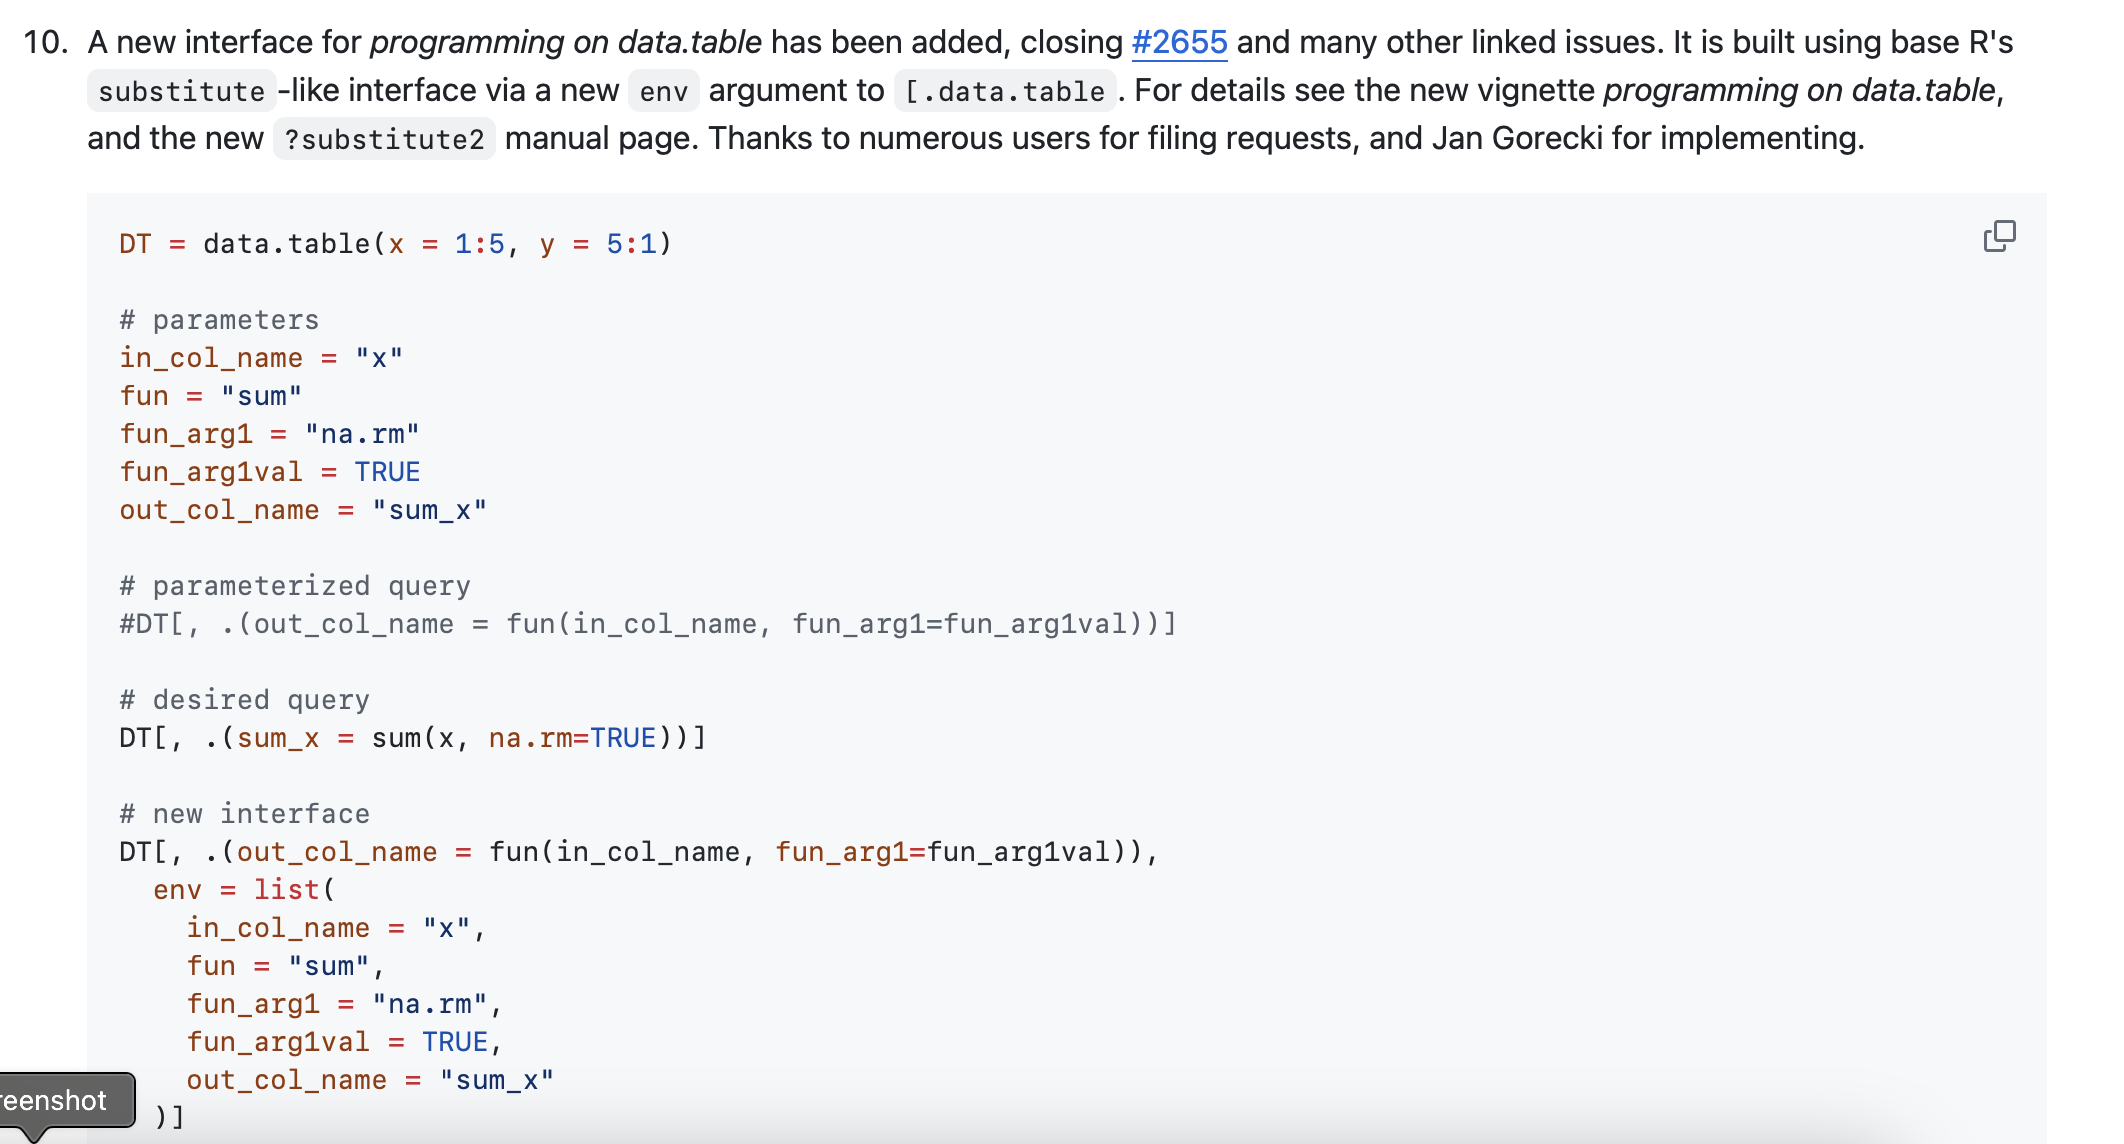 10. A new interface for programming on data.table has been added, closing #2655 and many other linked issues. It is built using base R's
substitute -like interface via a new env argument to [.data.table . For details see the new vignette programming on data.table,
and the new ?substitute2 manual page. Thanks to numerous users for filing requests, and Jan Gorecki for implementing.
DT = data.table(x = 1:5, y = 5:1)
# parameters
in_col_name = "x"
fun = "sum"
fun_arg1 = "na.rm"
fun_arg1val = TRUE
out_col_name = "sum_x"
# parameterized query
#DT[, .(out_col_name = fun(in_col_name, fun_arg1=fun_arg1val))]
# desired query
DT[, .(sum_x = sum(x, na.rm=TRUE))]
# new interface
DT[, .(out_col_name = fun(in_col_name, fun_arg1=fun_arg1val)),
  env = list(
    in_col_name = "x",
    fun = "sum",
    fun_arg1 = "na.rm",
    fun_arg1val = TRUE,
    out_col_name = "sum_x"
  )]
reenshot